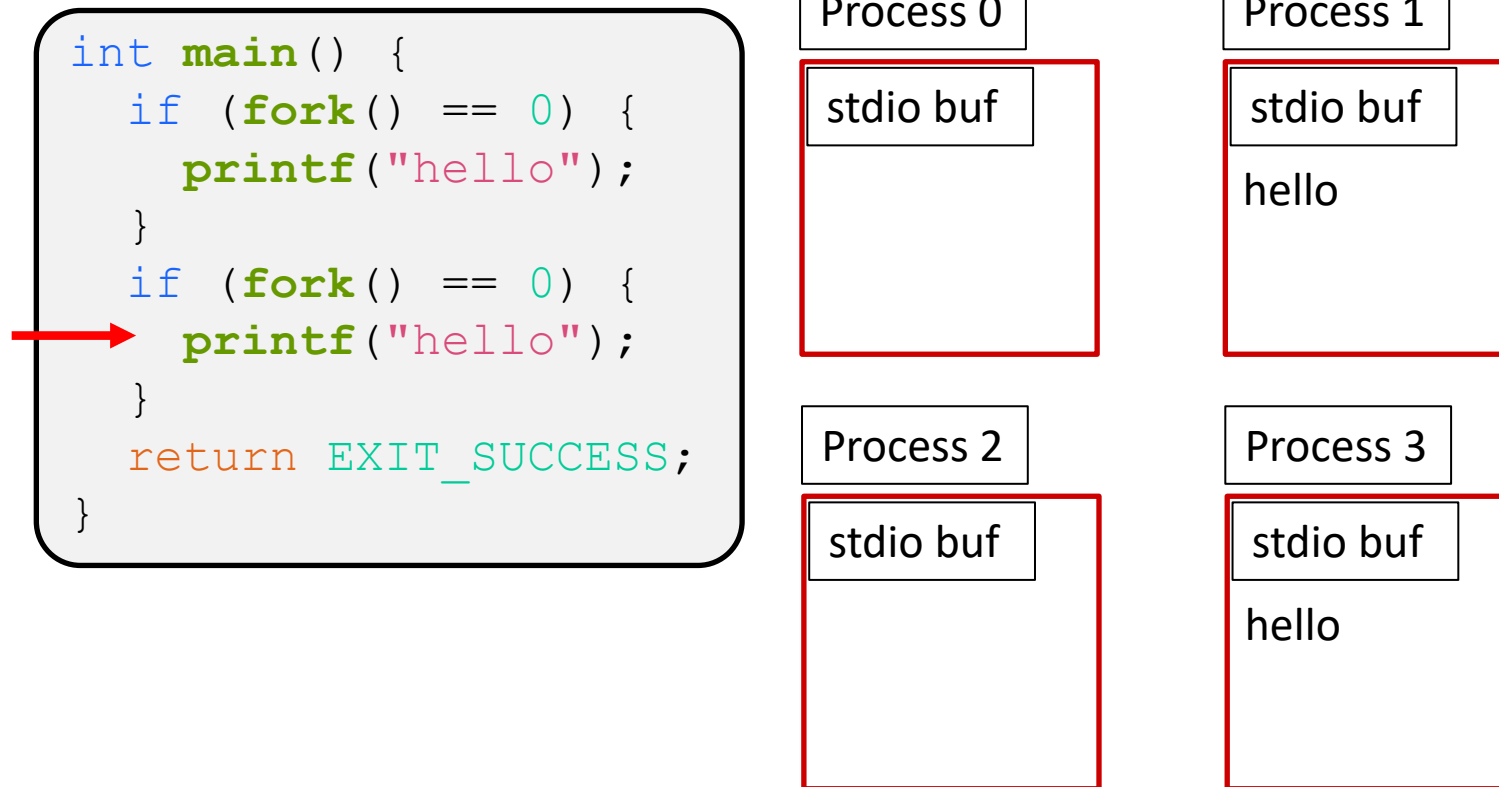 int main() {
if (fork() == 0) {
printf("hello");
}
if (fork() == 0) {
printf("hello");
}
return EXIT_SUCCESS;
}
Process 0
stdio buf
Process 1
stdio buf
hello
Process 2
stdio buf
Process 3
stdio buf
hello